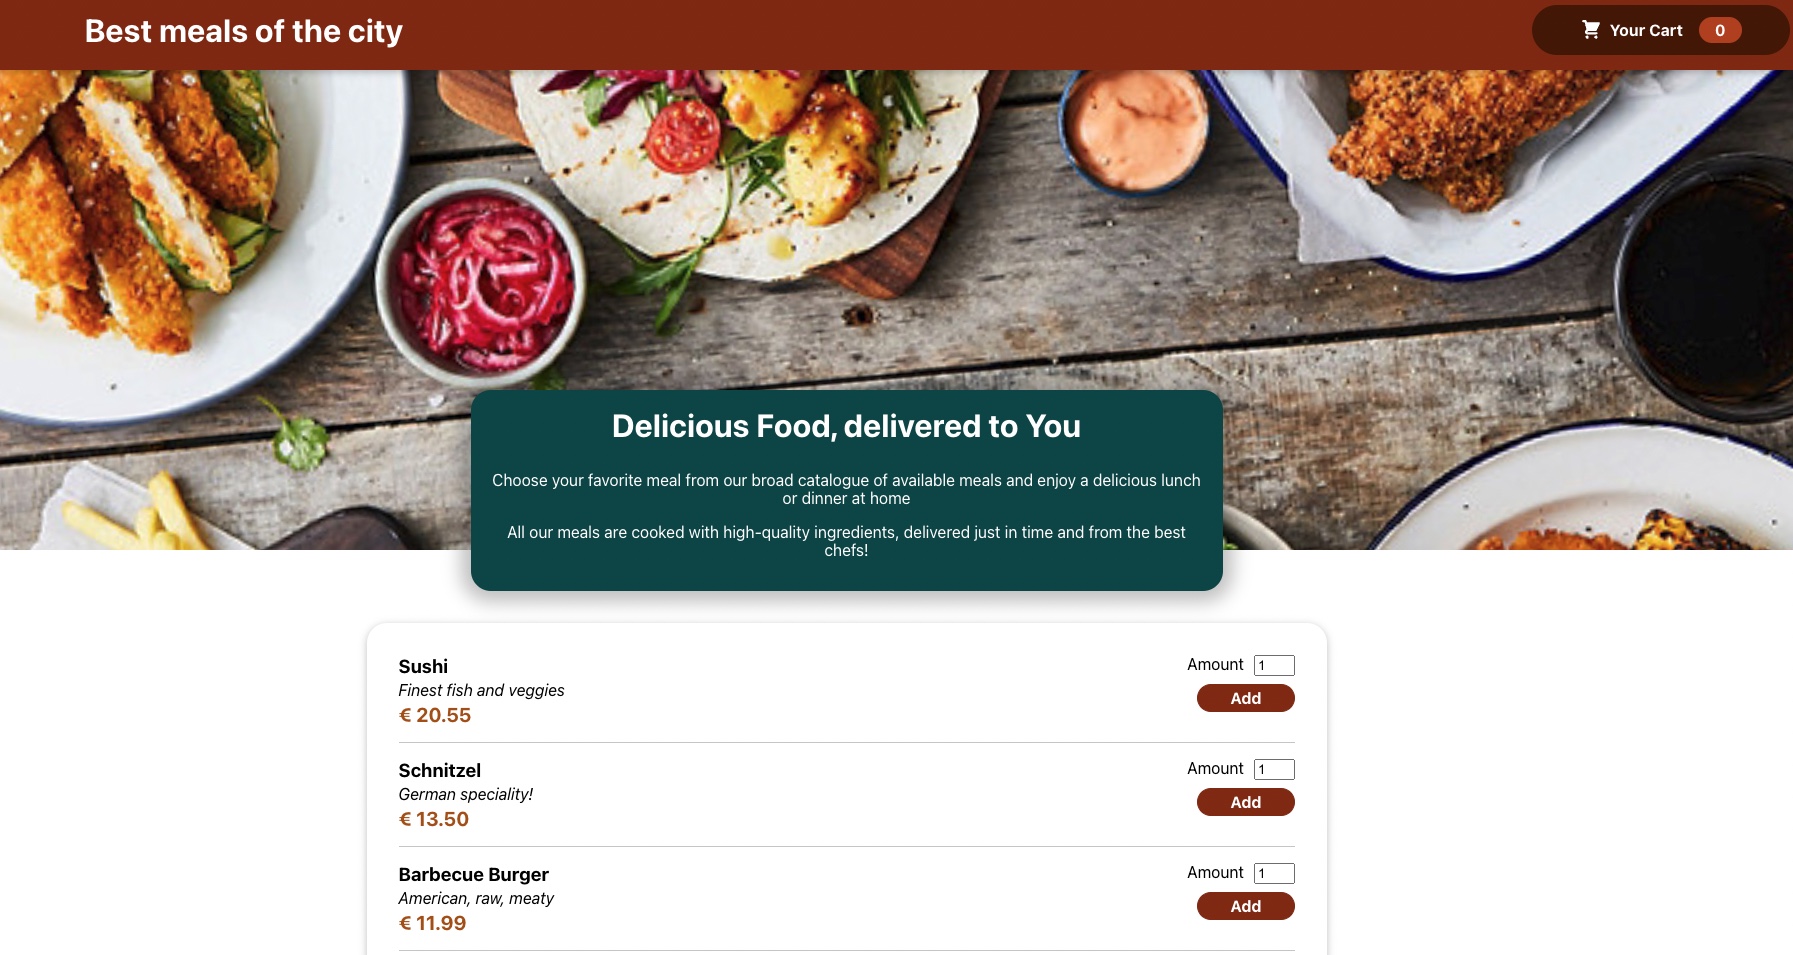 Best meals of the city
Your Cart 0
Delicious Food, delivered to You
Choose your favorite meal from our broad catalogue of available meals and enjoy a delicious lunch
or dinner at home
All our meals are cooked with high-quality ingredients, delivered just in time and from the best
chefs!
Sushi
Finest fish and veggies
€ 20.55
Amount 1
Add
Schnitzel
German speciality!
€ 13.50
Amount 1
Add
Barbecue Burger
American, raw, meaty
€ 11.99
Amount 1
Add